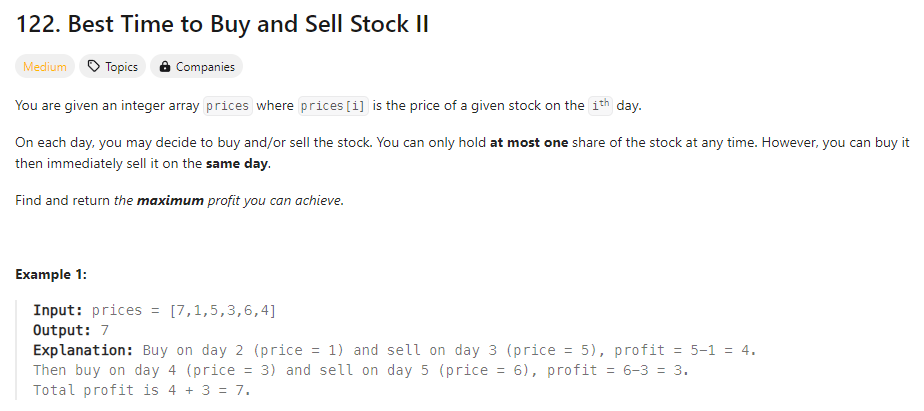 122. Best Time to Buy and Sell Stock II
Medium Topics Companies
You are given an integer array prices where prices[i] is the price of a given stock on the ith day.
On each day, you may decide to buy and/or sell the stock. You can only hold at most one share of the stock at any time. However, you can buy it
then immediately sell it on the same day.
Find and return the maximum profit you can achieve.
Example 1:
Input: prices = [7,1,5,3,6,4]
Output: 7
Explanation: Buy on day 2 (price = 1) and sell on day 3 (price = 5), profit = 5-1 = 4.
Then buy on day 4 (price = 3) and sell on day 5 (price = 6), profit = 6-3 = 3.
Total profit is 4 + 3 = 7.